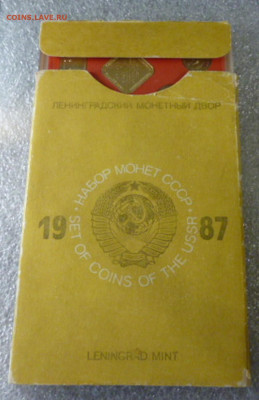 COINS.LAVE.RU
ЛЕНИНГРАДСКИЙ МОНЕТНЫЙ ДВОР
• НАБОР МОНЕТ СССР •
19 87
SET OF COINS OF THE USSR
LENINGRAD MINT